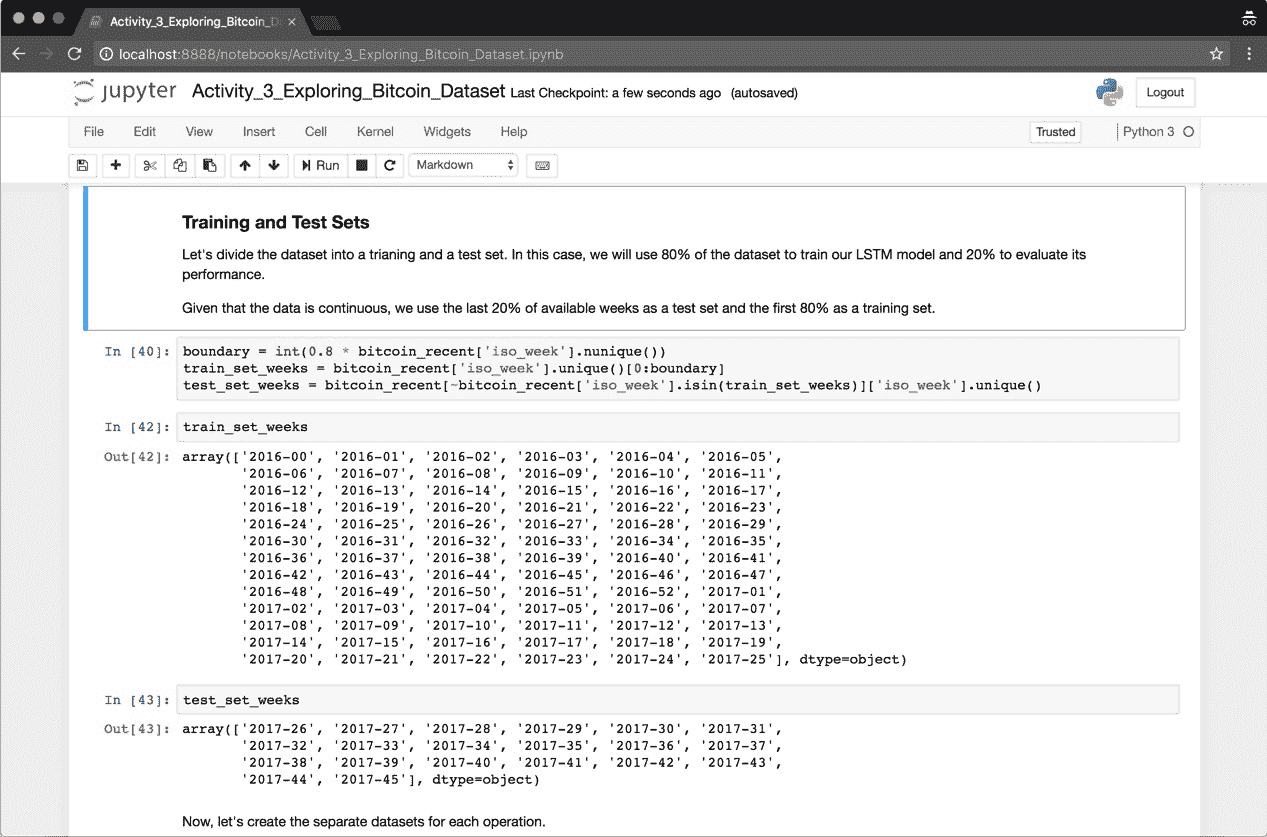 Activity_3_Exploring_Bitcoin_D
localhost:8888/notebooks/Activity_3_Exploring_Bitcoin_Dataset.ipynb
jupyter Activity_3_Exploring_Bitcoin_Dataset Last Checkpoint: a few seconds ago (autosaved) Logout
File Edit View Insert Cell Kernel Widgets Help Trusted Python 3
Run Markdown
Training and Test Sets
Let's divide the dataset into a trianing and a test set. In this case, we will use 80% of the dataset to train our LSTM model and 20% to evaluate its
performance.
Given that the data is continuous, we use the last 20% of available weeks as a test set and the first 80% as a training set.
In [40]: boundary = int(0.8 * bitcoin_recent['iso_week'].nunique())
train_set_weeks = bitcoin_recent['iso_week'].unique()[0:boundary]
test_set_weeks = bitcoin_recent[~bitcoin_recent['iso_week'].isin(train_set_weeks)]['iso_week'].unique()
In [42]: train_set_weeks
Out[42]: array(['2016-00', '2016-01', '2016-02', '2016-03', '2016-04', '2016-05',
'2016-06', '2016-07', '2016-08', '2016-09', '2016-10', '2016-11',
'2016-12', '2016-13', '2016-14', '2016-15', '2016-16', '2016-17',
'2016-18', '2016-19', '2016-20', '2016-21', '2016-22', '2016-23',
'2016-24', '2016-25', '2016-26', '2016-27', '2016-28', '2016-29',
'2016-30', '2016-31', '2016-32', '2016-33', '2016-34', '2016-35',
'2016-36', '2016-37', '2016-38', '2016-39', '2016-40', '2016-41',
'2016-42', '2016-43', '2016-44', '2016-45', '2016-46', '2016-47',
'2016-48', '2016-49', '2016-50', '2016-51', '2016-52', '2017-01',
'2017-02', '2017-03', '2017-04', '2017-05', '2017-06', '2017-07',
'2017-08', '2017-09', '2017-10', '2017-11', '2017-12', '2017-13',
'2017-14', '2017-15', '2017-16', '2017-17', '2017-18', '2017-19',
'2017-20', '2017-21', '2017-22', '2017-23', '2017-24', '2017-25'], dtype=object)
In [43]: test_set_weeks
Out[43]: array(['2017-26', '2017-27', '2017-28', '2017-29', '2017-30', '2017-31',
'2017-32', '2017-33', '2017-34', '2017-35', '2017-36', '2017-37',
'2017-38', '2017-39', '2017-40', '2017-41', '2017-42', '2017-43',
'2017-44', '2017-45'], dtype=object)
Now, let's create the separate datasets for each operation.